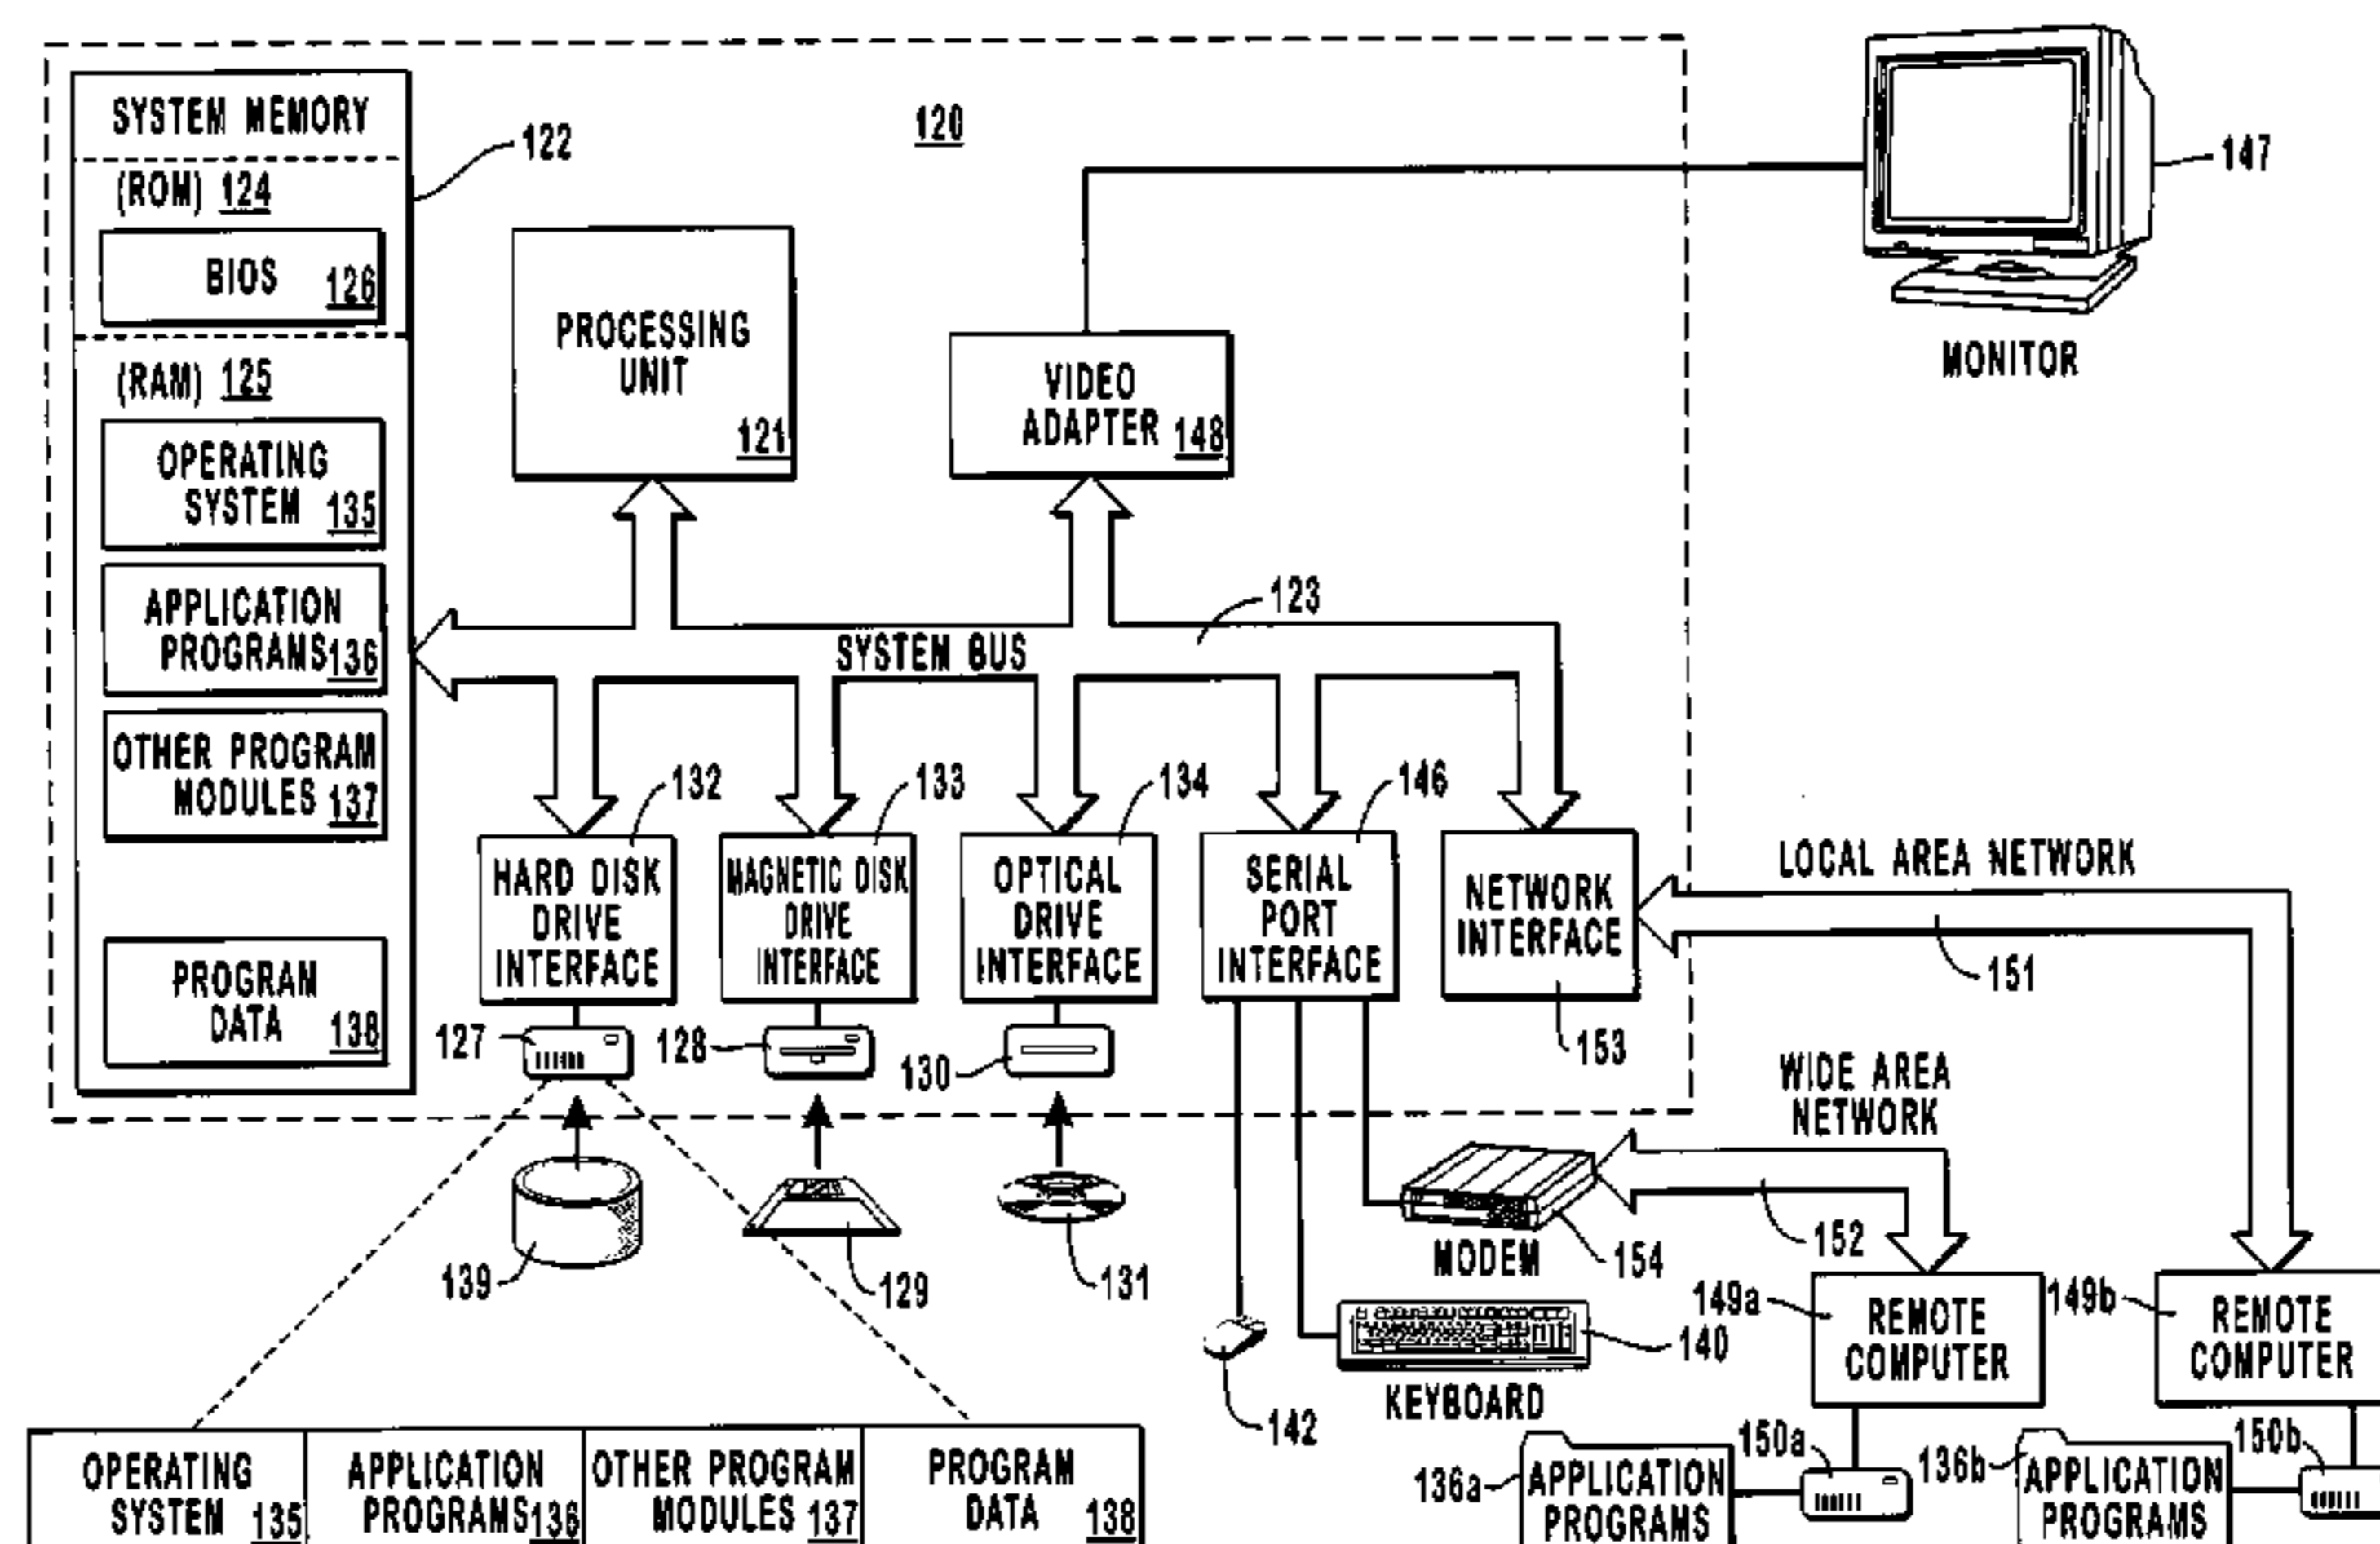 SYSTEM MEMORY
122
(ROM) 124
BIOS 126
(RAM) 125
OPERATING
SYSTEM 135
APPLICATION
PROGRAMS 136
OTHER PROGRAM
MODULES 137
PROGRAM
DATA 138
120
PROCESSING
UNIT
121
VIDEO
ADAPTER 148
147
MONITOR
123
SYSTEM BUS
132
HARD DISK
DRIVE
INTERFACE
133
MAGNETIC DISK
DRIVE
INTERFACE
134
OPTICAL
DRIVE
INTERFACE
146
SERIAL
PORT
INTERFACE
NETWORK
INTERFACE
153
LOCAL AREA NETWORK
151
127
128
130
WIDE AREA
NETWORK
152
139
129
131
MODEM
154
142
140
KEYBOARD
149a
REMOTE
COMPUTER
149b
REMOTE
COMPUTER
OPERATING
SYSTEM 135
APPLICATION
PROGRAMS 136
OTHER PROGRAM
MODULES 137
PROGRAM
DATA 138
136a
APPLICATION
PROGRAMS
150a
136b
APPLICATION
PROGRAMS
150b